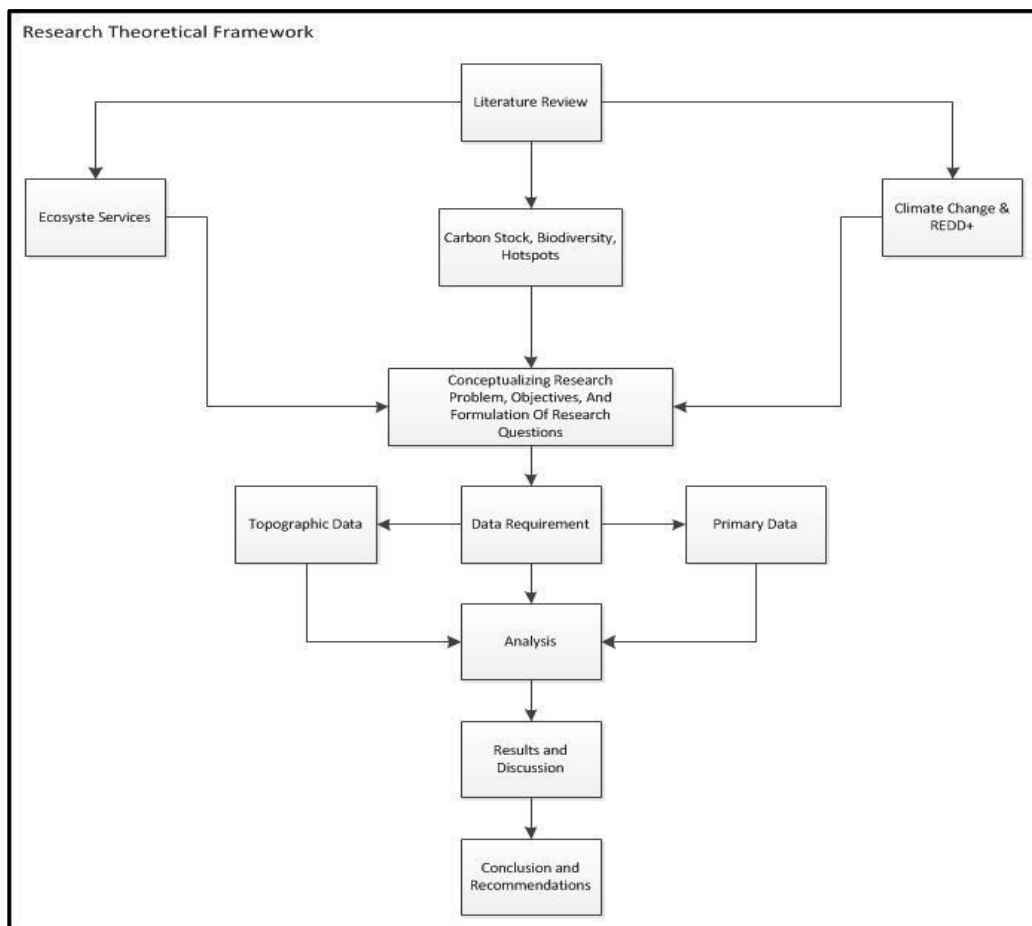 Research Theoretical Framework
Literature Review
Ecosyste Services
Carbon Stock, Biodiversity,
Hotspots
Climate Change &
REDD+
Conceptualizing Research
Problem, Objectives, And
Formulation Of Research
Questions
Topographic Data
Data Requirement
Primary Data
Analysis
Results and
Discussion
Conclusion and
Recommendations